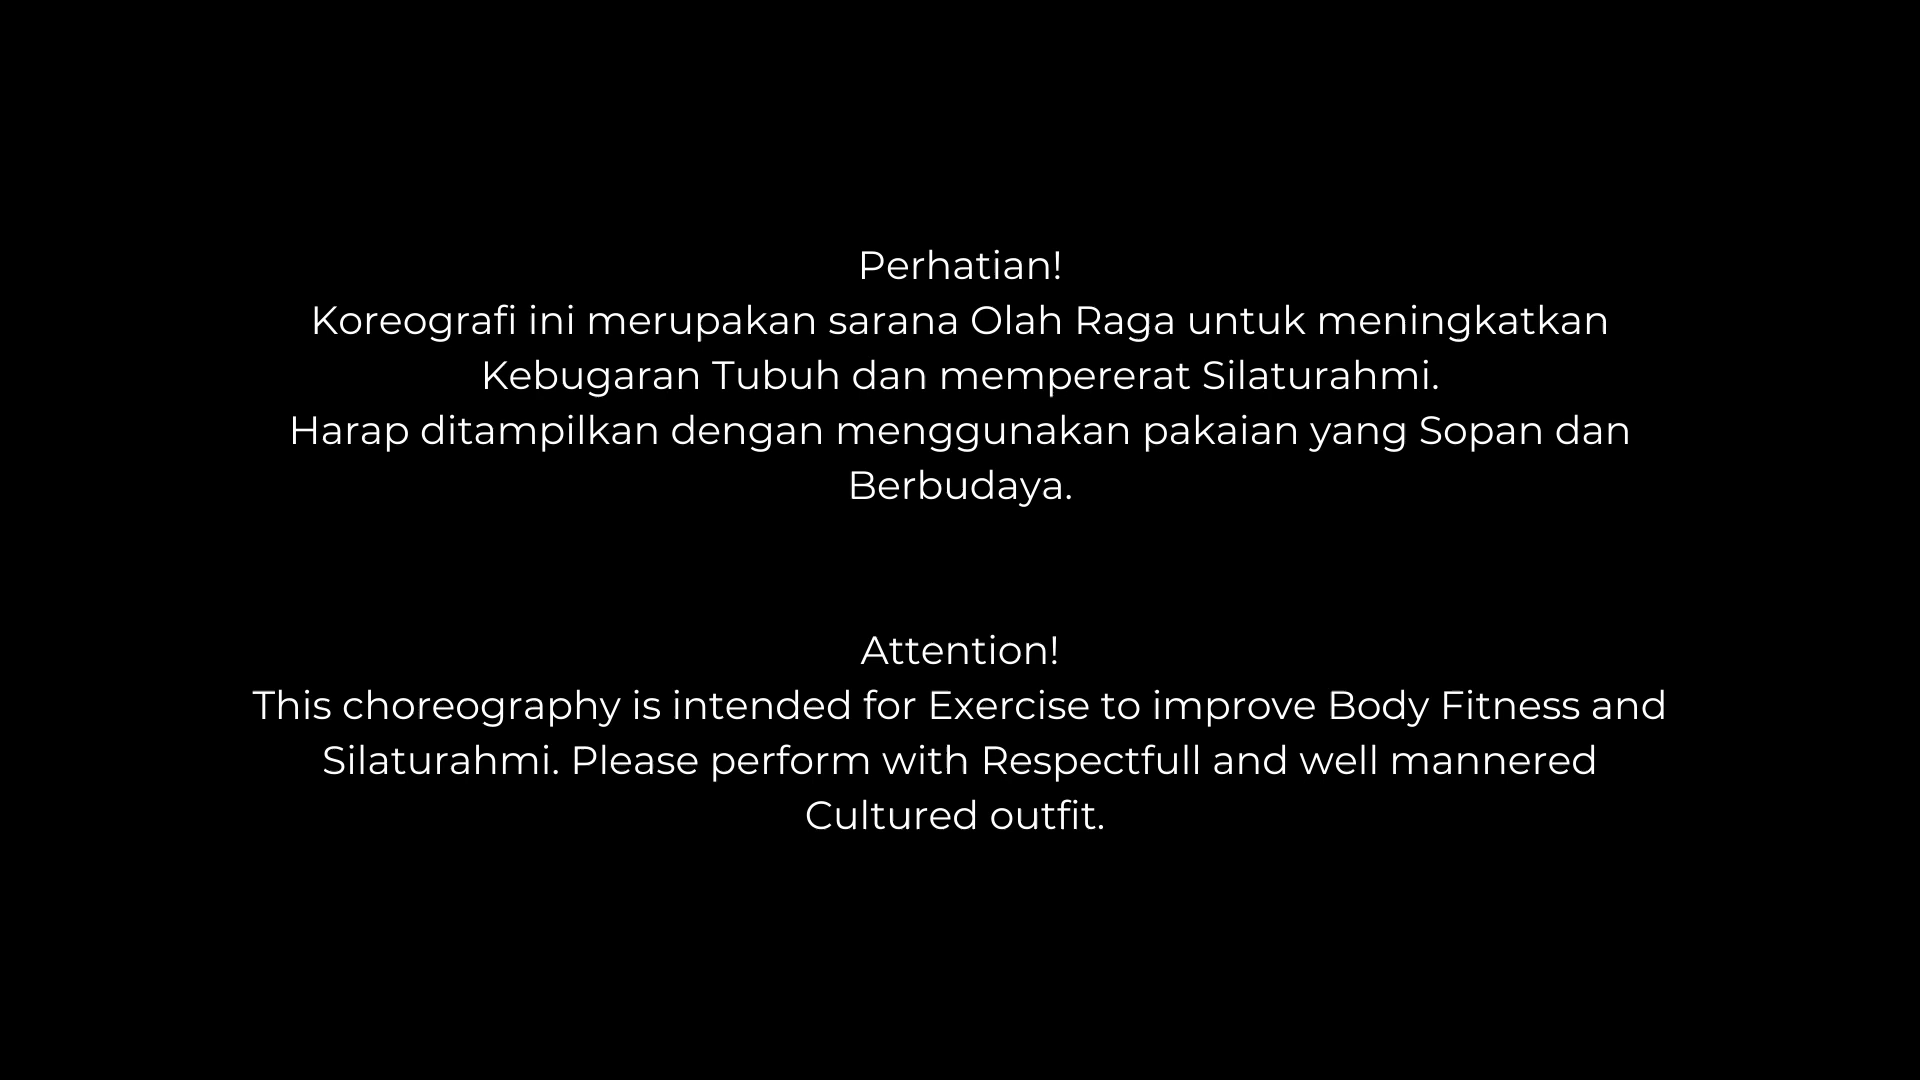 Perhatian!
Koreografi ini merupakan sarana Olah Raga untuk meningkatkan
Kebugaran Tubuh dan mempererat Silaturahmi.
Harap ditampilkan dengan menggunakan pakaian yang Sopan dan
Berbudaya.
Attention!
This choreography is intended for Exercise to improve Body Fitness and
Silaturahmi. Please perform with Respectfull and well mannered
Cultured outfit.